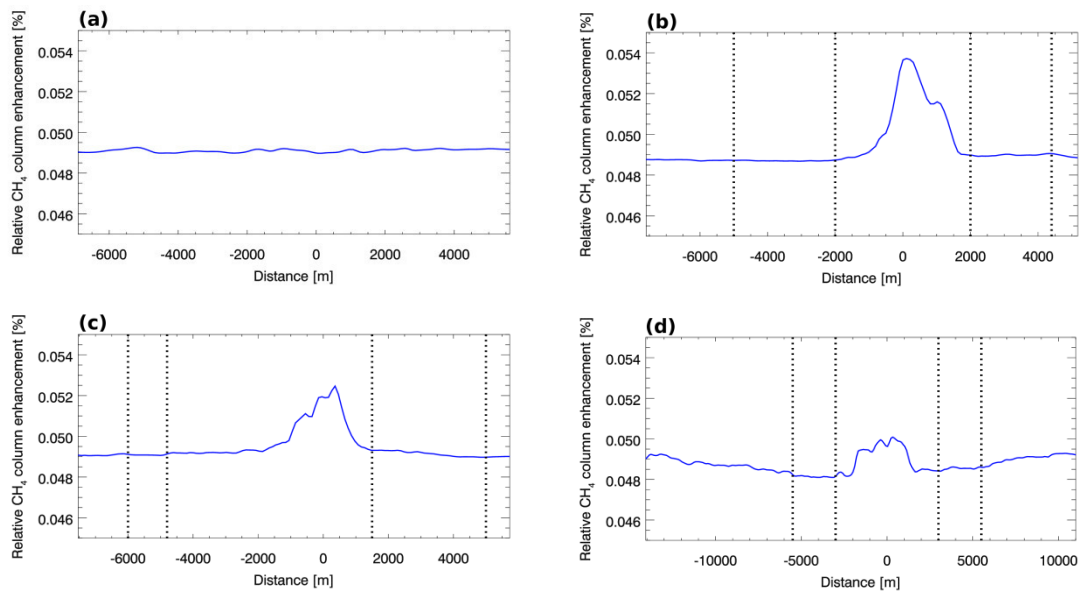 (a)
Relative CH4 column enhancement [%]
0.054
0.052
0.050
0.048
0.046
-6000 -4000 -2000 0 2000 4000
Distance [m]
(b)
Relative CH4 column enhancement [%]
0.054
0.052
0.050
0.048
0.046
-6000 -4000 -2000 0 2000 4000
Distance [m]
(c)
Relative CH4 column enhancement [%]
0.054
0.052
0.050
0.048
0.046
-6000 -4000 -2000 0 2000 4000
Distance [m]
(d)
Relative CH4 column enhancement [%]
0.054
0.052
0.050
0.048
0.046
-10000 -5000 0 5000 10000
Distance [m]